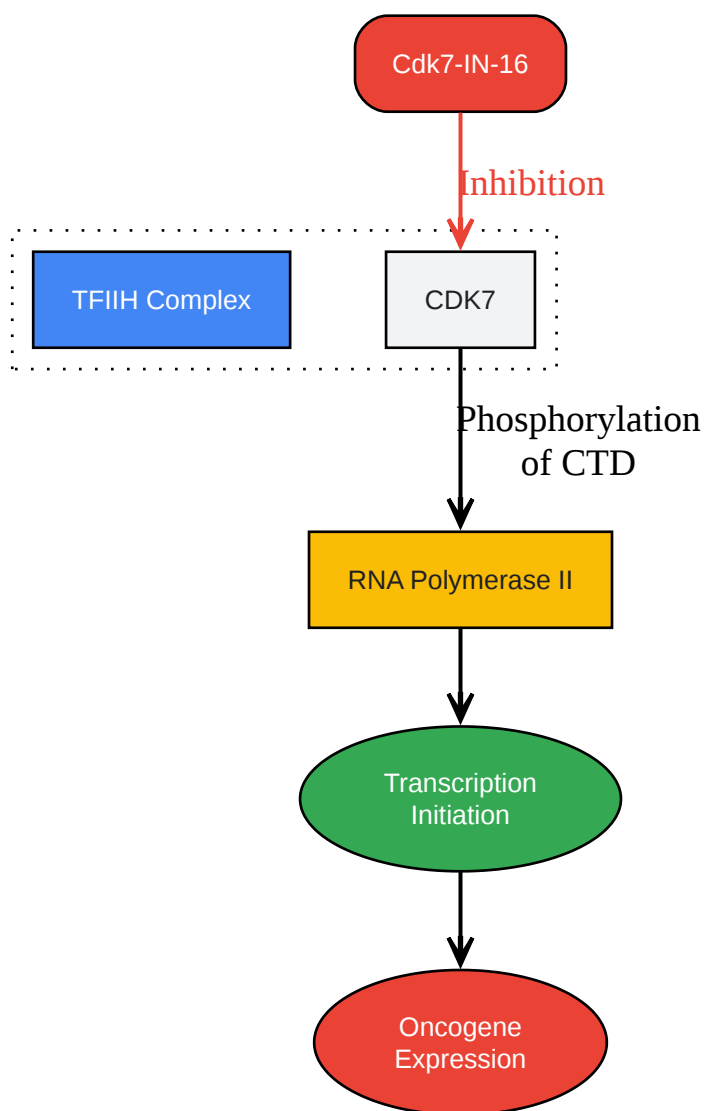 Cdk7-IN-16
Inhibition
TFIIH Complex
CDK7
Phosphorylation
of CTD
RNA Polymerase II
Transcription
Initiation
Oncogene
Expression